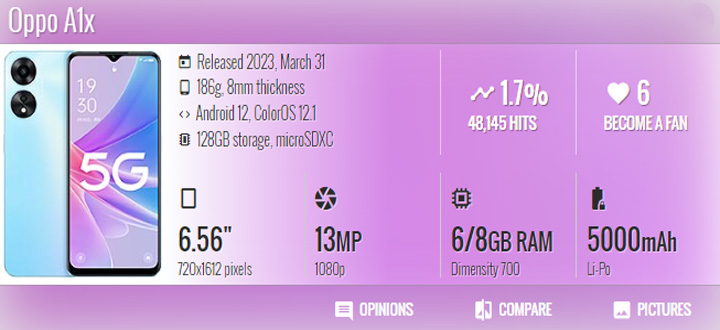 Oppo A1x
Released 2023, March 31
186g, 8mm thickness
Android 12, ColorOS 12.1
128GB storage, microSDXC
1.7%
48,145 HITS
6
BECOME A FAN
19
30
5G
6.56"
720x1612 pixels
13MP
1080p
6/8GB RAM
Dimensity 700
5000mAh
Li-Po
OPINIONS
COMPARE
PICTURES